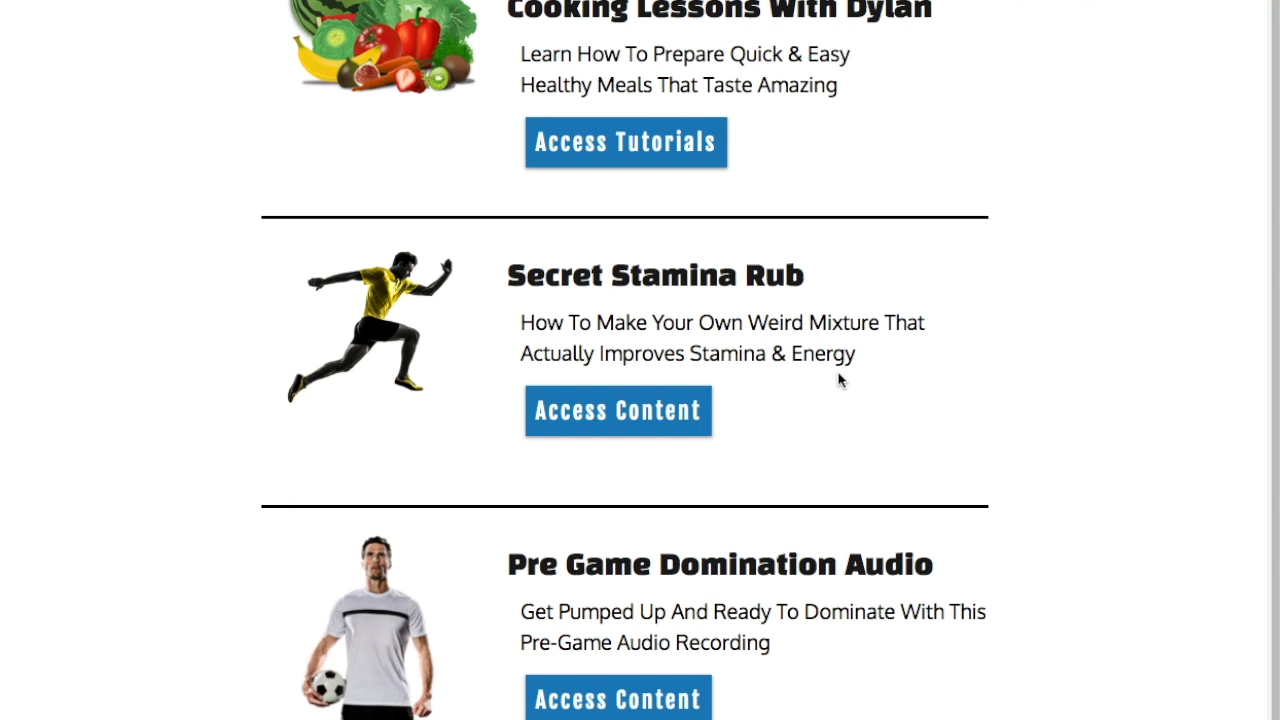 Cooking Lessons With Dylan
Learn How To Prepare Quick & Easy
Healthy Meals That Taste Amazing
Access Tutorials
Secret Stamina Rub
How To Make Your Own Weird Mixture That
Actually Improves Stamina & Energy
Access Content
Pre Game Domination Audio
Get Pumped Up And Ready To Dominate With This
Pre-Game Audio Recording
Access Content